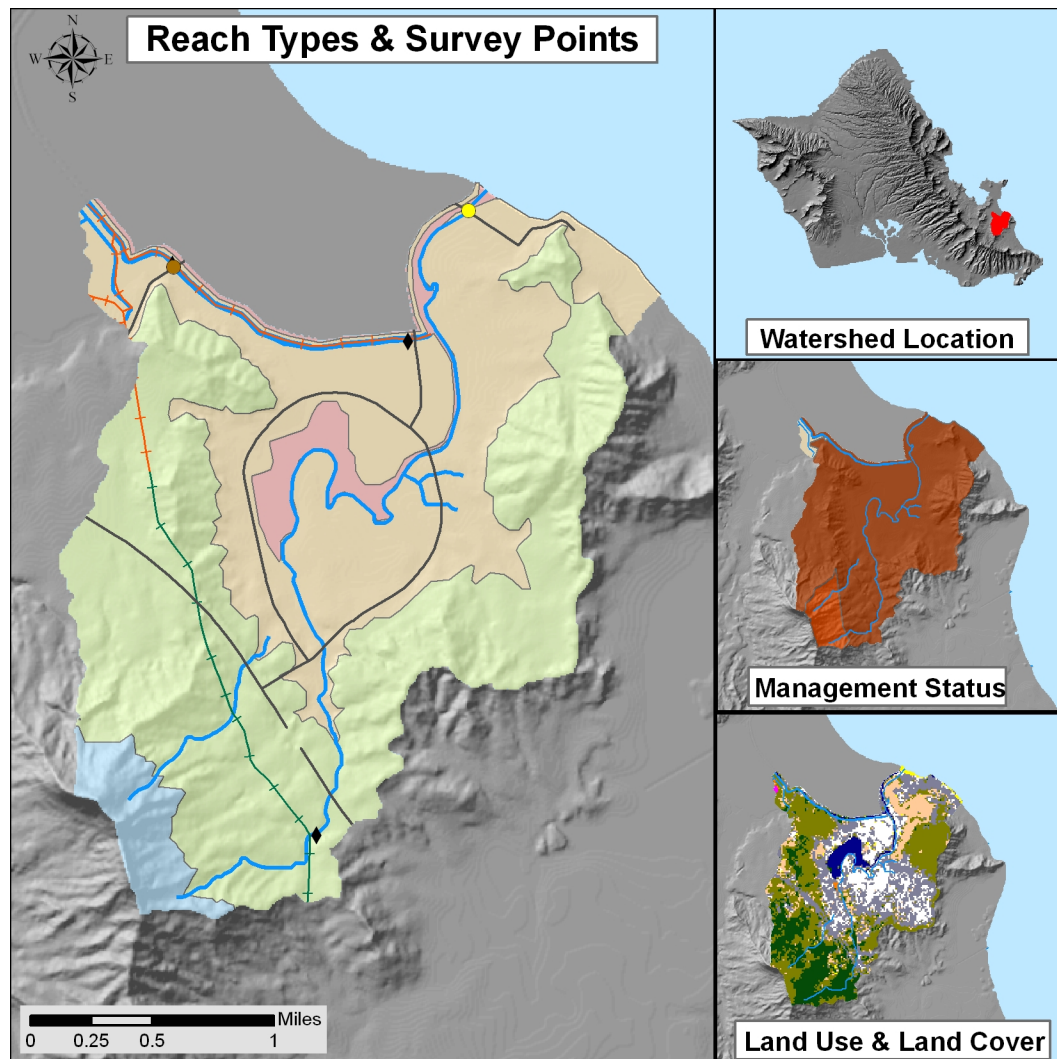 Reach Types & Survey Points
N
W E
S
Miles
0 0.25 0.5 1
Watershed Location
Management Status
Land Use & Land Cover